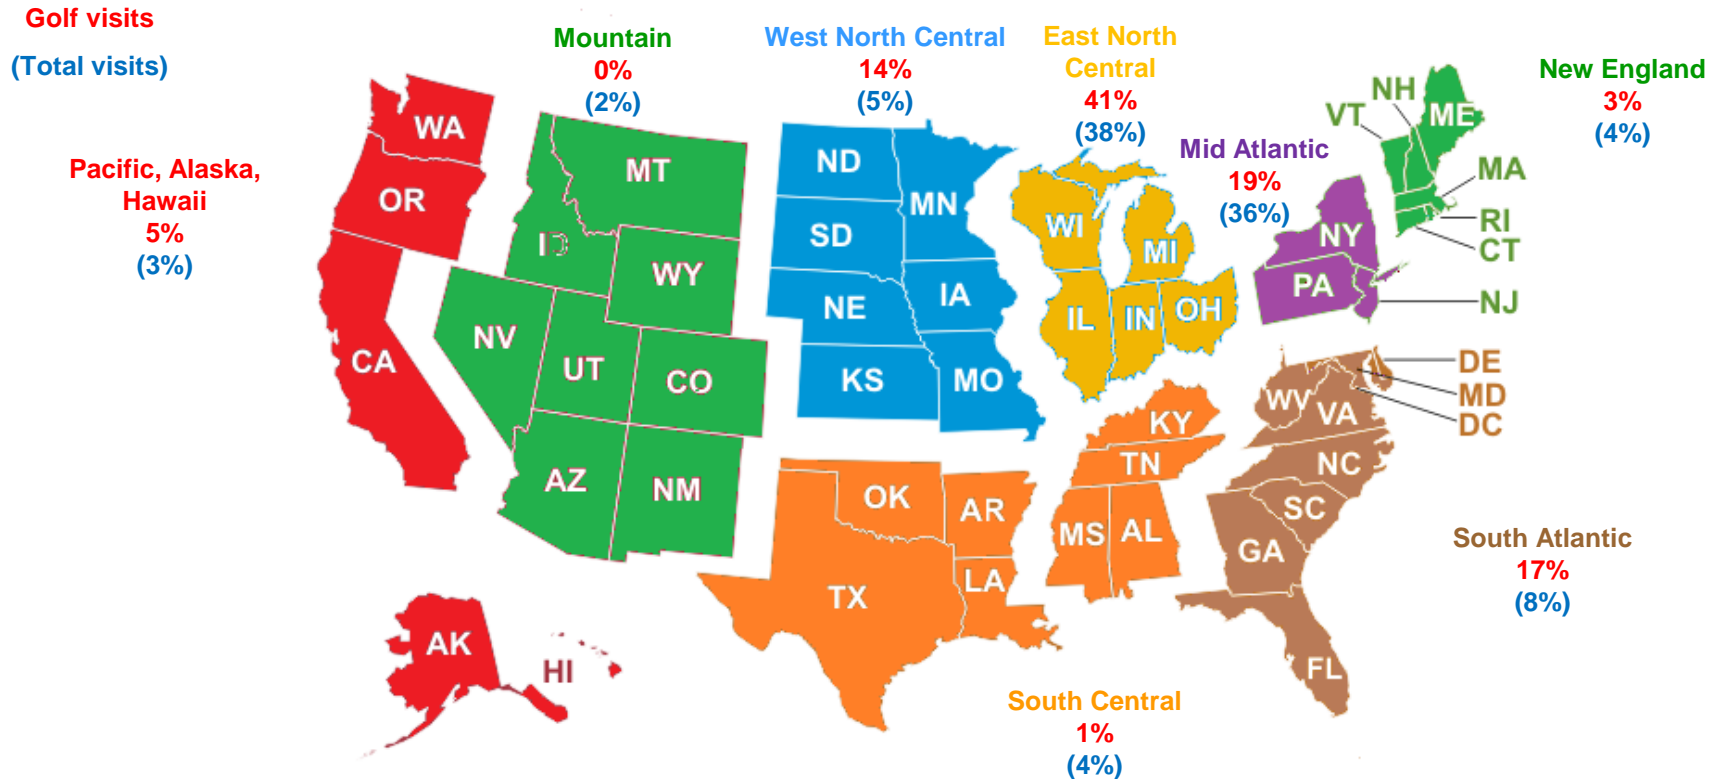 Golf visits
(Total visits)
Mountain
0%
(2%)
West North Central
14%
(5%)
East North
Central
41%
(38%)
New England
3%
(4%)
Mid Atlantic
19%
(36%)
Pacific, Alaska,
Hawaii
5%
(3%)
South Atlantic
17%
(8%)
South Central
1%
(4%)
WA
OR
CA
AK
HI
MT
ID
WY
NV
UT
CO
AZ
NM
ND
MN
SD
NE
IA
KS
MO
WI
MI
IL
IN
OH
NH
VT
ME
MA
RI
CT
NY
PA
NJ
DE
MD
DC
WV
VA
NC
SC
GA
FL
KY
TN
MS
AL
OK
AR
TX
LA